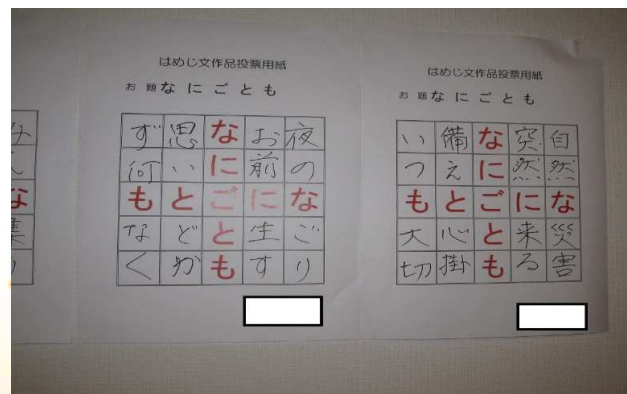 はめじ文作品投票用紙
お題 なにごとも
夜のなごり
お前に生す
なにごとも
思いとどか
ず何もなく
はめじ文作品投票用紙
お題 なにごとも
自然な災害
突然に来る
なにごとも
備えと心掛
いつも大切